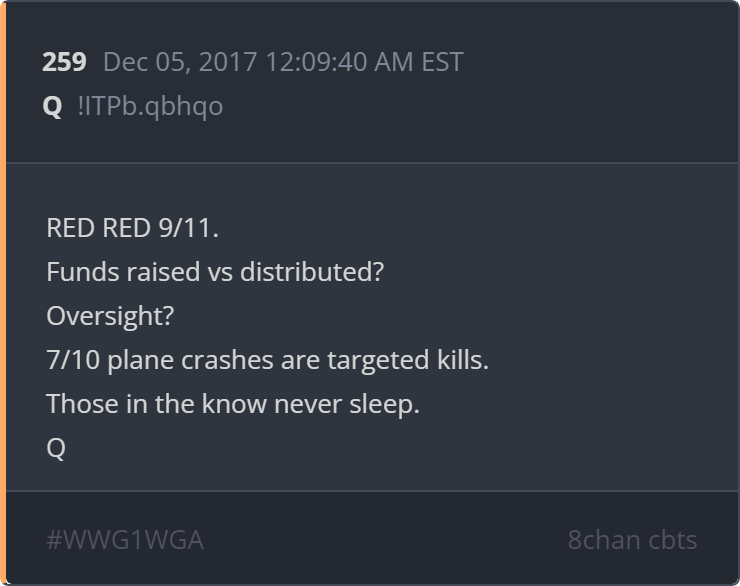 259 Dec 05, 2017 12:09:40 AM EST
Q !ITPb.qbhqo
RED RED 9/11.
Funds raised vs distributed?
Oversight?
7/10 plane crashes are targeted kills.
Those in the know never sleep.
Q
#WWG1WGA 8chan cbts